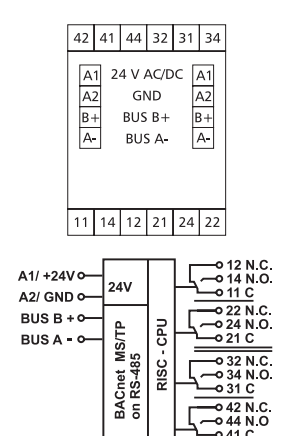 42 41 44 32 31 34
A1 24 V AC/DC A1
A2 GND A2
B+ BUS B+ B+
A- BUS A- A-
11 14 12 21 24 22
A1/ +24V
A2/ GND
BUS B +
BUS A -
24V
BACnet MS/TP
on RS-485
RISC - CPU
12 N.C.
14 N.O.
11 C
22 N.C.
24 N.O.
21 C
32 N.C.
34 N.O.
31 C
42 N.C.
44 N.O
41 C